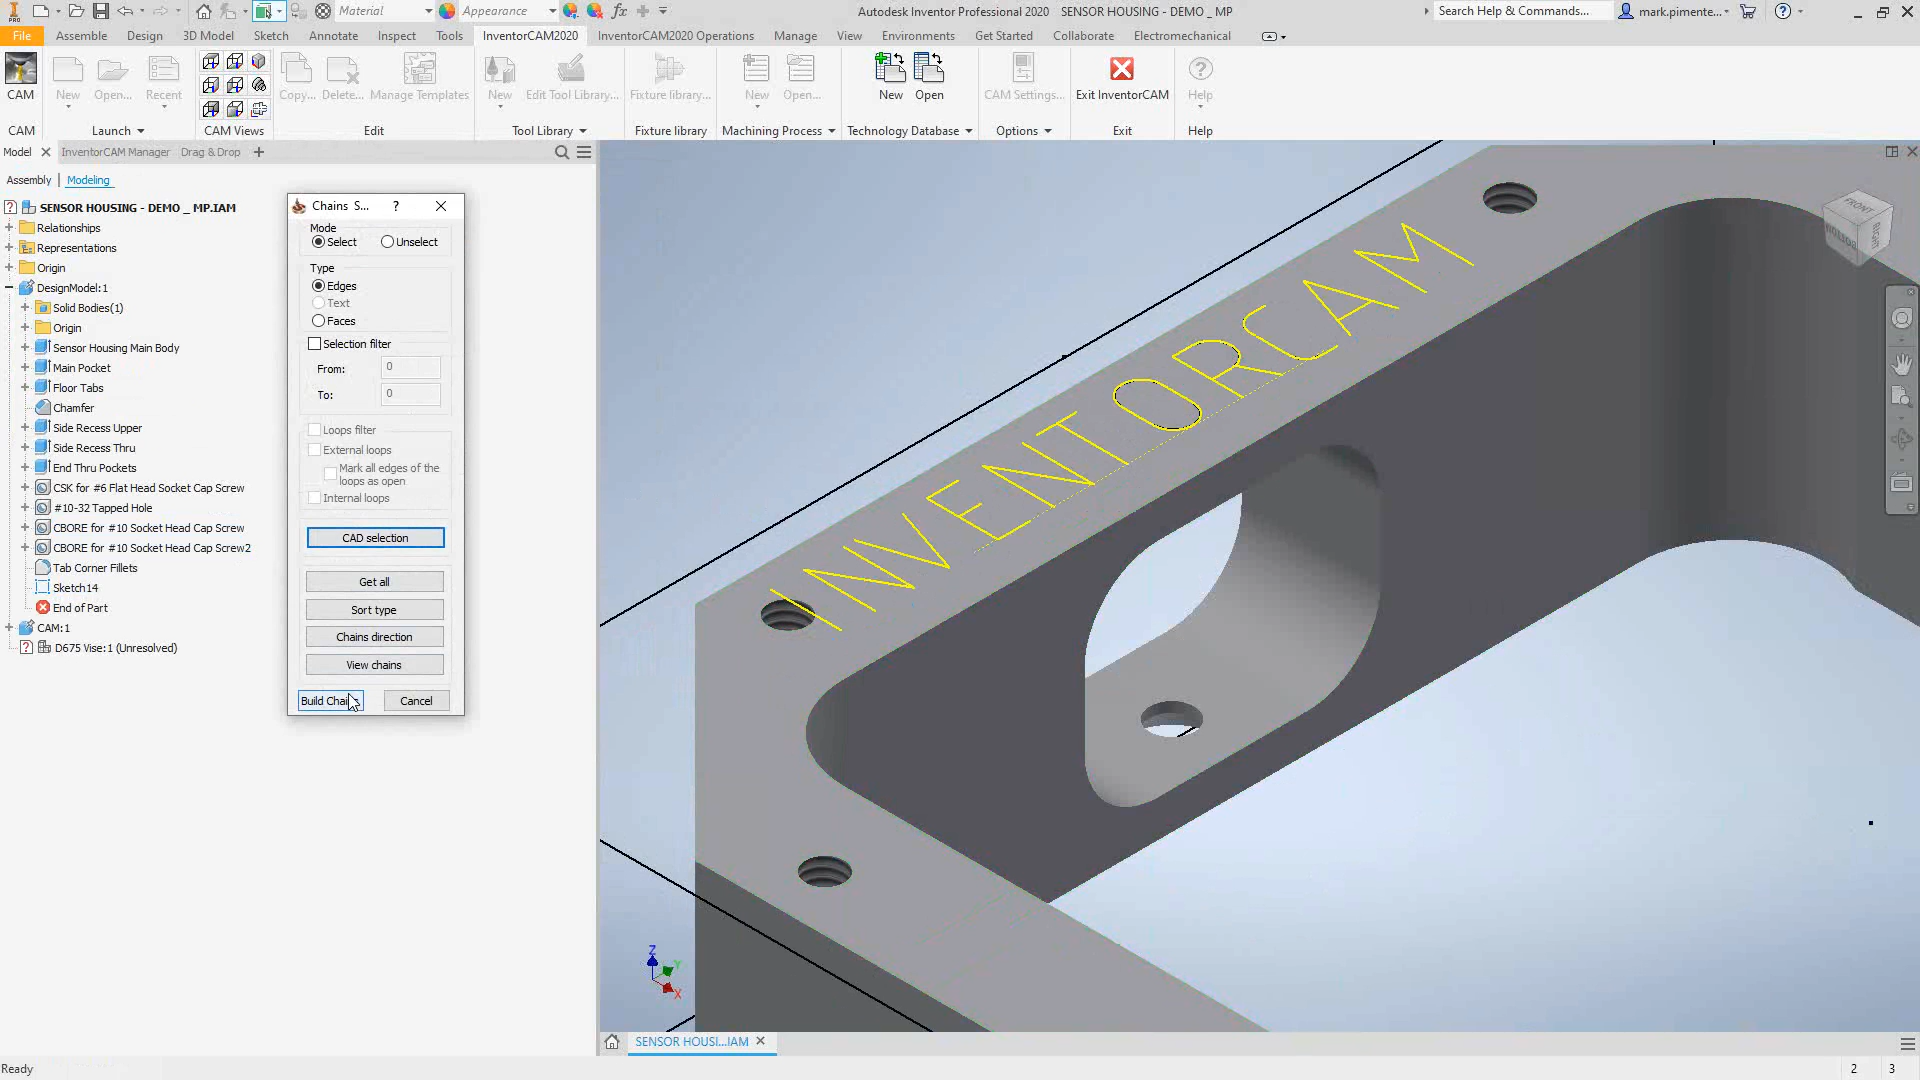 Material
Appearance
fx
Autodesk Inventor Professional 2020 SENSOR HOUSING - DEMO _ MP
Search Help & Commands...
mark.pimente...
PRO
File
Assemble
Design
3D Model
Sketch
Annotate
Inspect
Tools
InventorCAM2020
InventorCAM2020 Operations
Manage
View
Environments
Get Started
Collaborate
Electromechanical
CAM
New
Open...
Recent
Copy...
Delete...
Manage Templates
New
Edit Tool Library...
Fixture library...
New
Open...
New
Open
CAM Settings...
Exit InventorCAM
Help
CAM
Launch
CAM Views
Edit
Tool Library
Fixture library
Machining Process
Technology Database
Options
Exit
Help
Model
InventorCAM Manager
Drag & Drop
Assembly
Modeling
SENSOR HOUSING - DEMO _ MP.IAM
Relationships
Representations
Origin
DesignModel:1
Solid Bodies(1)
Origin
Sensor Housing Main Body
Main Pocket
Floor Tabs
Chamfer
Side Recess Upper
Side Recess Thru
End Thru Pockets
CSK for #6 Flat Head Socket Cap Screw
#10-32 Tapped Hole
CBORE for #10 Socket Head Cap Screw
CBORE for #10 Socket Head Cap Screw2
Tab Corner Fillets
Sketch14
End of Part
CAM:1
D675 Vise:1 (Unresolved)
Chains S...
?
Mode
Select
Unselect
Type
Edges
Text
Faces
Selection filter
From:
0
To:
0
Loops filter
External loops
Mark all edges of the
loops as open
Internal loops
CAD selection
Get all
Sort type
Chains direction
View chains
Build Chai
Cancel
INVENTORCAM
FRONT
BOTTOM
RIGHT
Z
Y
X
SENSOR HOUSI...IAM
Ready
2
3